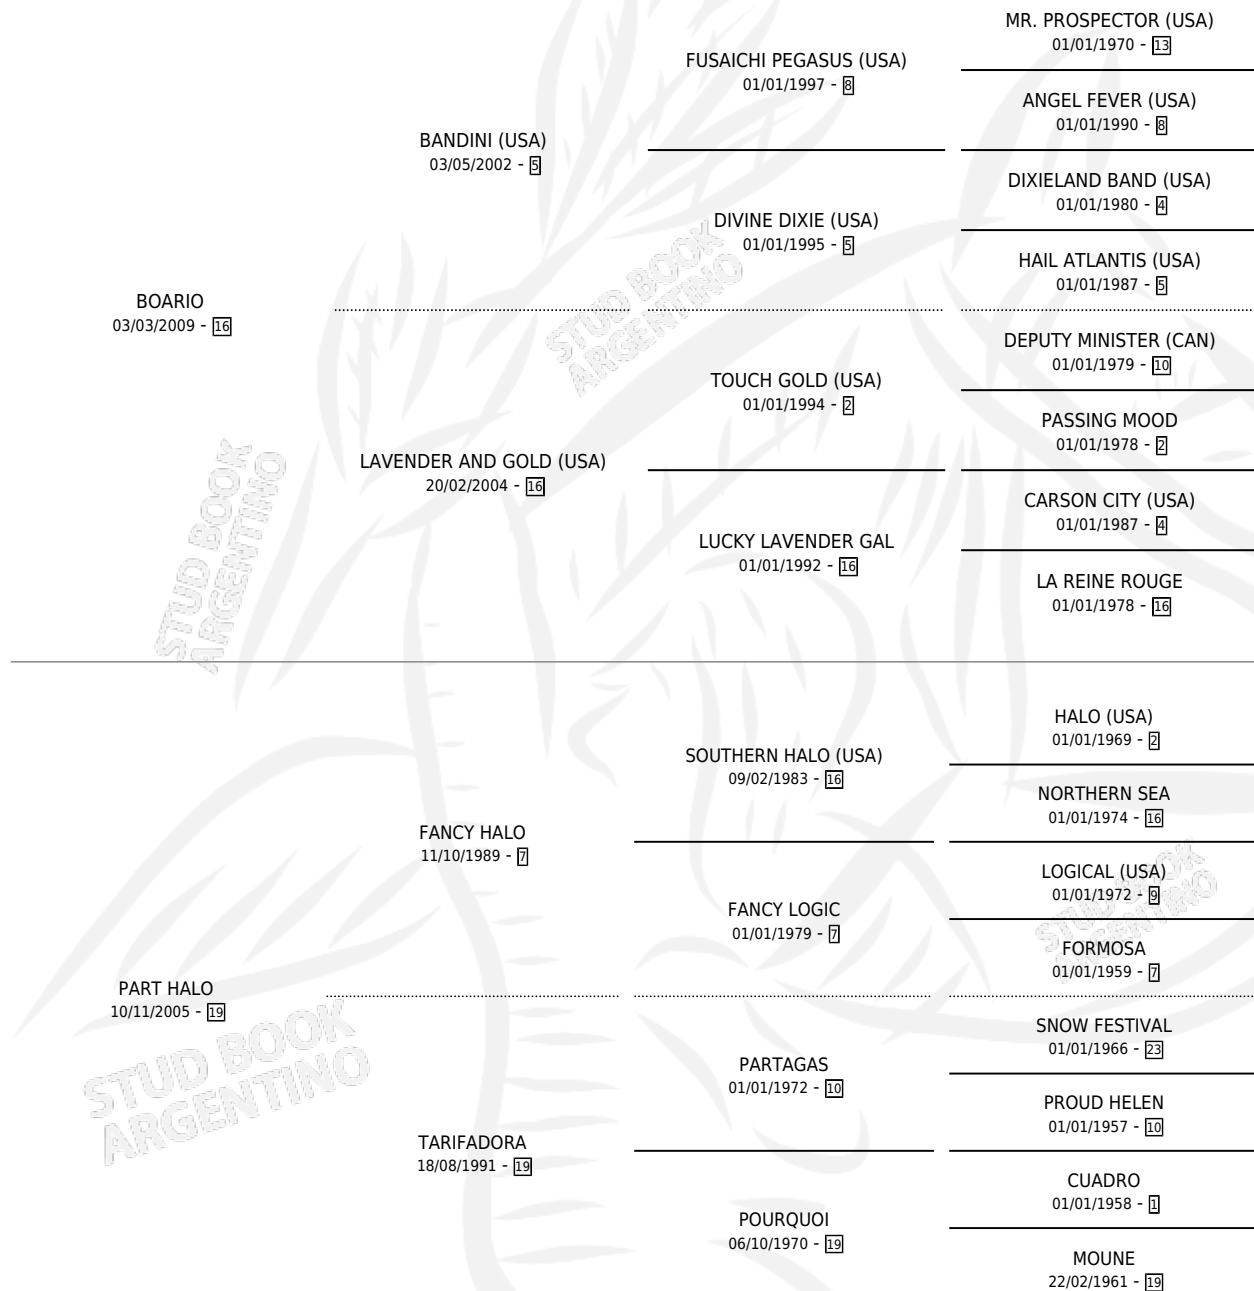 MR. PROSPECTOR (USA)
01/01/1970 - 13
FUSAICHI PEGASUS (USA)
01/01/1997 - 8
ANGEL FEVER (USA)
01/01/1990 - 8
BANDINI (USA)
03/05/2002 - 5
DIXIELAND BAND (USA)
01/01/1980 - 4
DIVINE DIXIE (USA)
01/01/1995 - 5
HAIL ATLANTIS (USA)
01/01/1987 - 5
BOARIO
03/03/2009 - 16
DEPUTY MINISTER (CAN)
01/01/1979 - 10
TOUCH GOLD (USA)
01/01/1994 - 2
PASSING MOOD
01/01/1978 - 2
LAVENDER AND GOLD (USA)
20/02/2004 - 16
CARSON CITY (USA)
01/01/1987 - 4
LUCKY LAVENDER GAL
01/01/1992 - 16
LA REINE ROUGE
01/01/1978 - 16
HALO (USA)
01/01/1969 - 2
SOUTHERN HALO (USA)
09/02/1983 - 16
NORTHERN SEA
01/01/1974 - 16
FANCY HALO
11/10/1989 - 7
LOGICAL (USA)
01/01/1972 - 9
FANCY LOGIC
01/01/1979 - 7
FORMOSA
01/01/1959 - 7
PART HALO
10/11/2005 - 19
SNOW FESTIVAL
01/01/1966 - 23
PARTAGAS
01/01/1972 - 10
PROUD HELEN
01/01/1957 - 10
TARIFADORA
18/08/1991 - 19
CUADRO
01/01/1958 - 1
POURQUOI
06/10/1970 - 19
MOUNE
22/02/1961 - 19
STUD BOOK
ARGENTINO
STUD BOOK
ARGENTINO
STUD BOOK
ARGENTINO
STUD BOOK
ARGENTINO